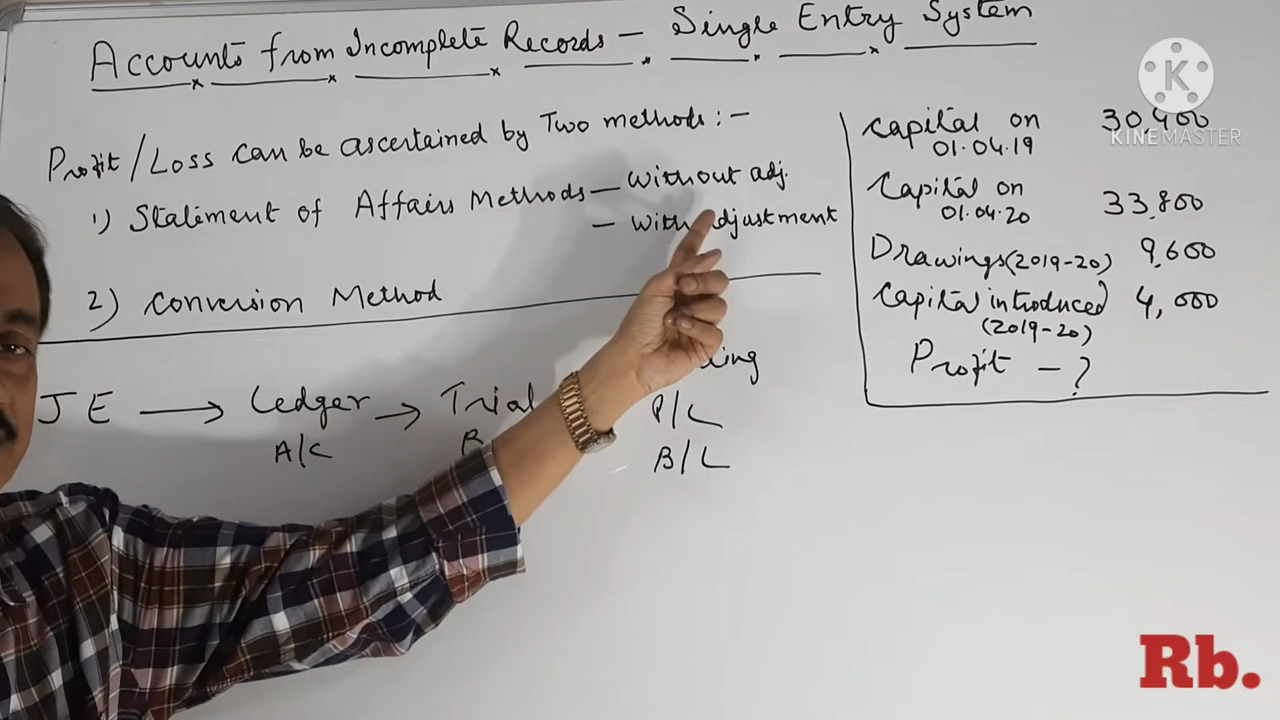 Accounts from Incomplete Records – Single Entry System
Profit/Loss can be ascertained by Two methods :-
1) Statement of Affairs Methods – Without adj.
– With adjustment
2) Conversion Method
JE → Ledger → Trial
A/C
P/L
B/L
Capital on 30,400
01.04.19
Capital on 33,800
01.04.20
Drawings (2019-20) 9,600
Capital introduced 4,000
(2019-20)
Profit – ?
K
KINEMASTER
Rb.